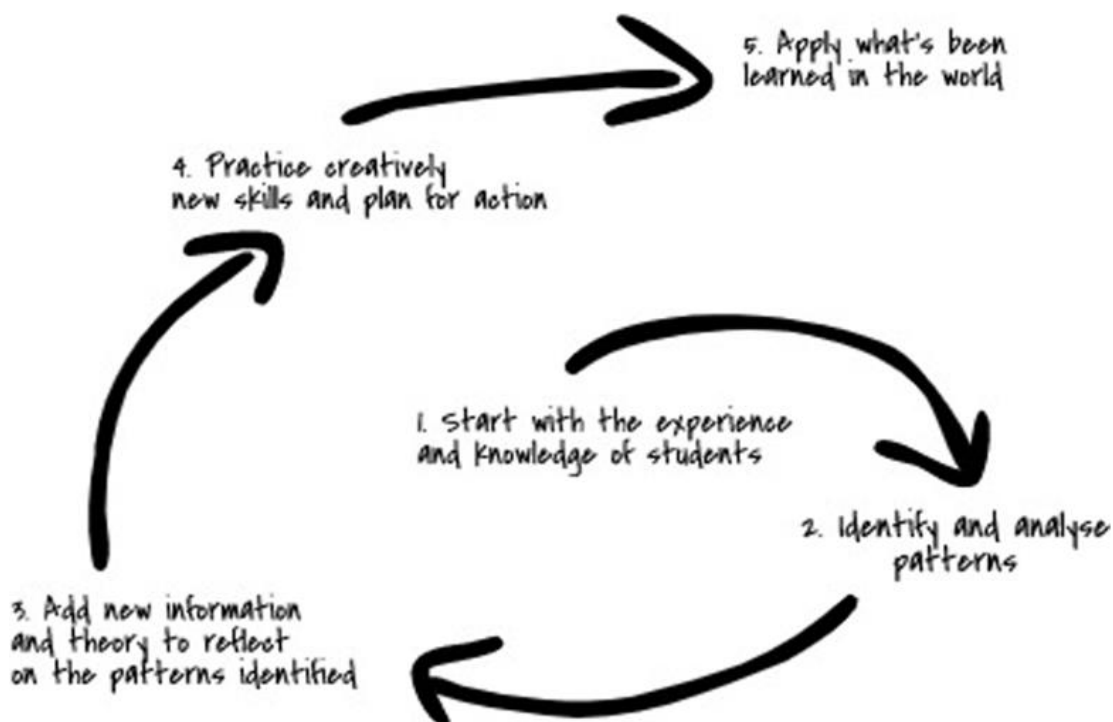 5. Apply what's been
learned in the world
4. Practice creatively
new skills and plan for action
1. Start with the experience
and knowledge of students
2. Identify and analyse
patterns
3. Add new information
and theory to reflect
on the patterns identified